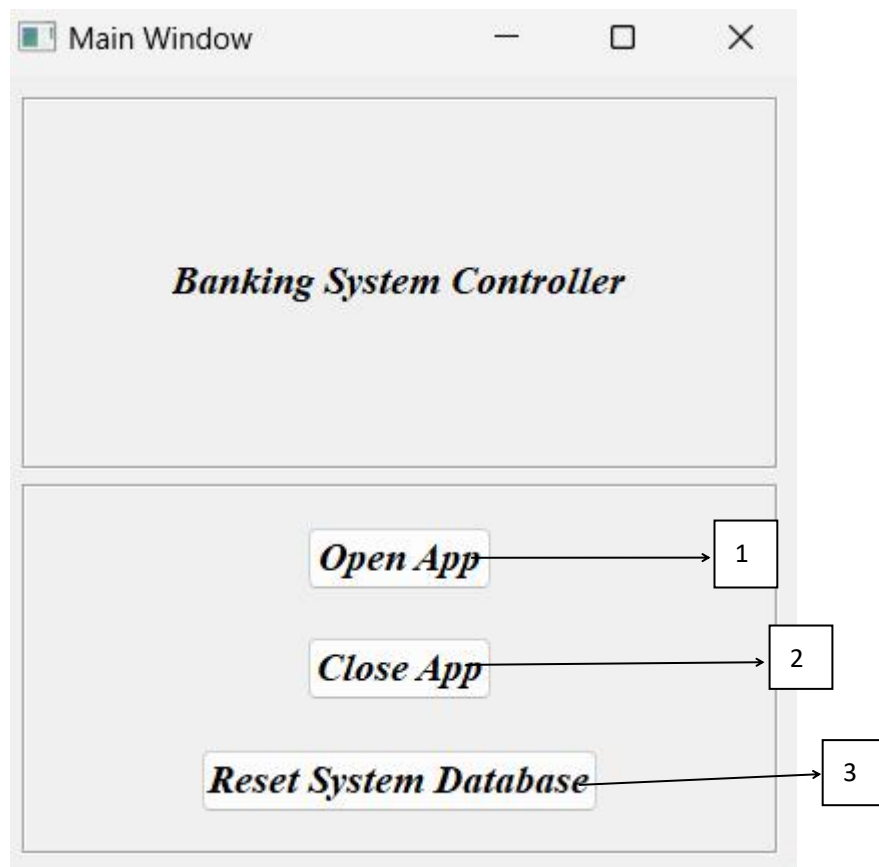 Main Window
Banking System Controller
Open App
1
Close App
2
Reset System Database
3